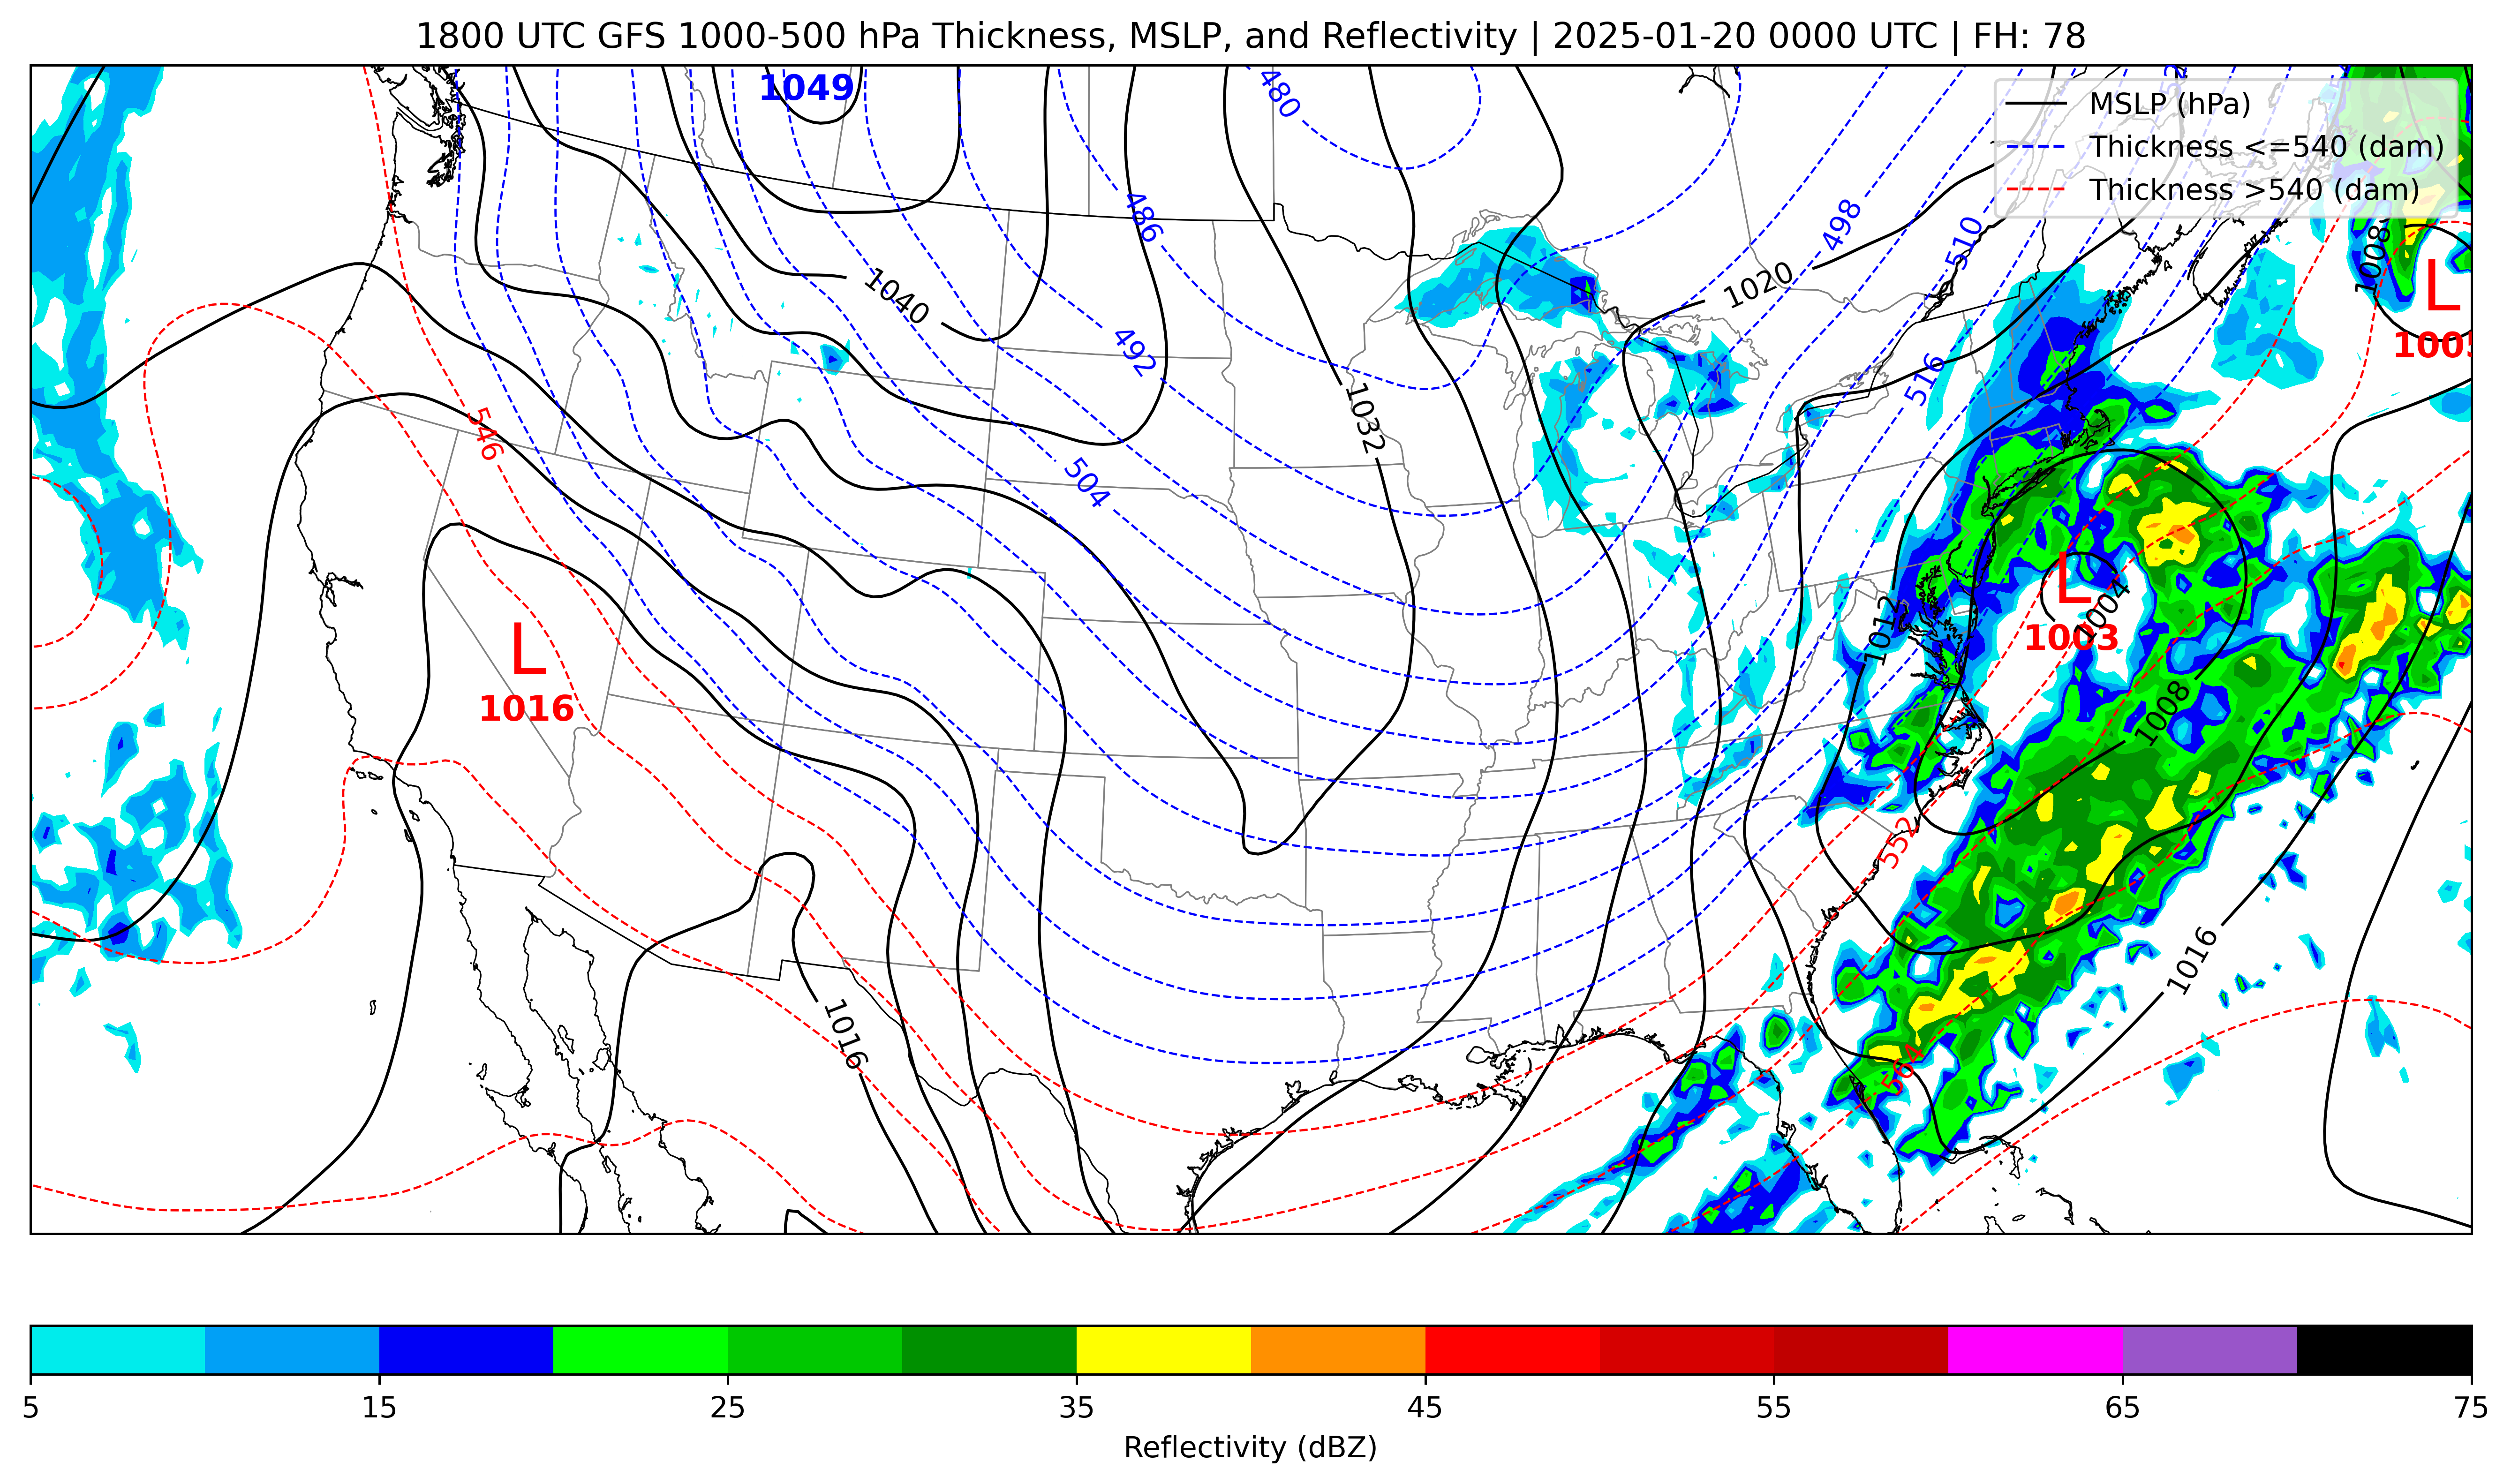 1800 UTC GFS 1000-500 hPa Thickness, MSLP, and Reflectivity | 2025-01-20 0000 UTC | FH: 78
1049
480
MSLP (hPa)
Thickness <=540 (dam)
Thickness >540 (dam)
486
498
510
1008
L
1040
1020
492
516
1032
546
504
L
1004
1003
1012
L
1016
1008
552
1016
1016
564
5 15 25 35 45 55 65 75
Reflectivity (dBZ)